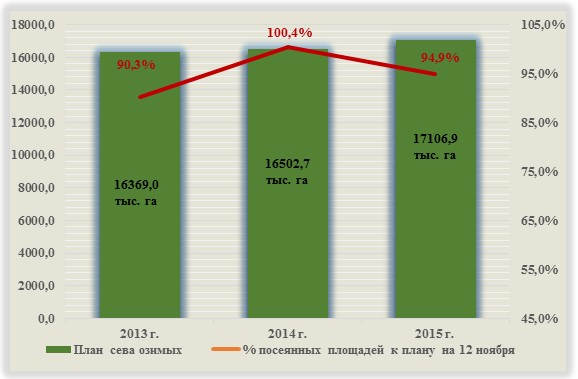 18000,0
16000,0
14000,0
12000,0
10000,0
8000,0
6000,0
4000,0
2000,0
0,0
90,3%
100,4%
94,9%
16369,0
тыс. га
16502,7
тыс. га
17106,9
тыс. га
105,0%
95,0%
85,0%
75,0%
65,0%
55,0%
45,0%
2013 г.
2014 г.
2015 г.
План сева озимых
% посеянных площадей к плану на 12 ноября